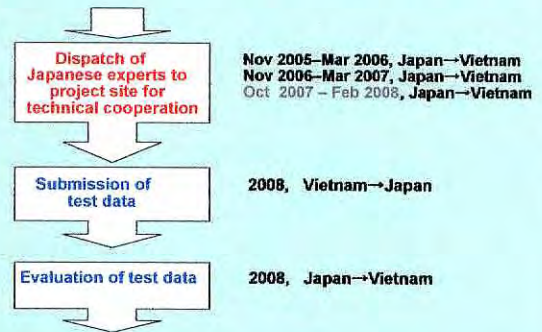 Dispatch of
Japanese experts to
project site for
technical cooperation
Nov 2005–Mar 2006, Japan→Vietnam
Nov 2006–Mar 2007, Japan→Vietnam
Oct 2007 – Feb 2008, Japan→Vietnam
Submission of
test data
2008, Vietnam→Japan
Evaluation of test data
2008, Japan→Vietnam